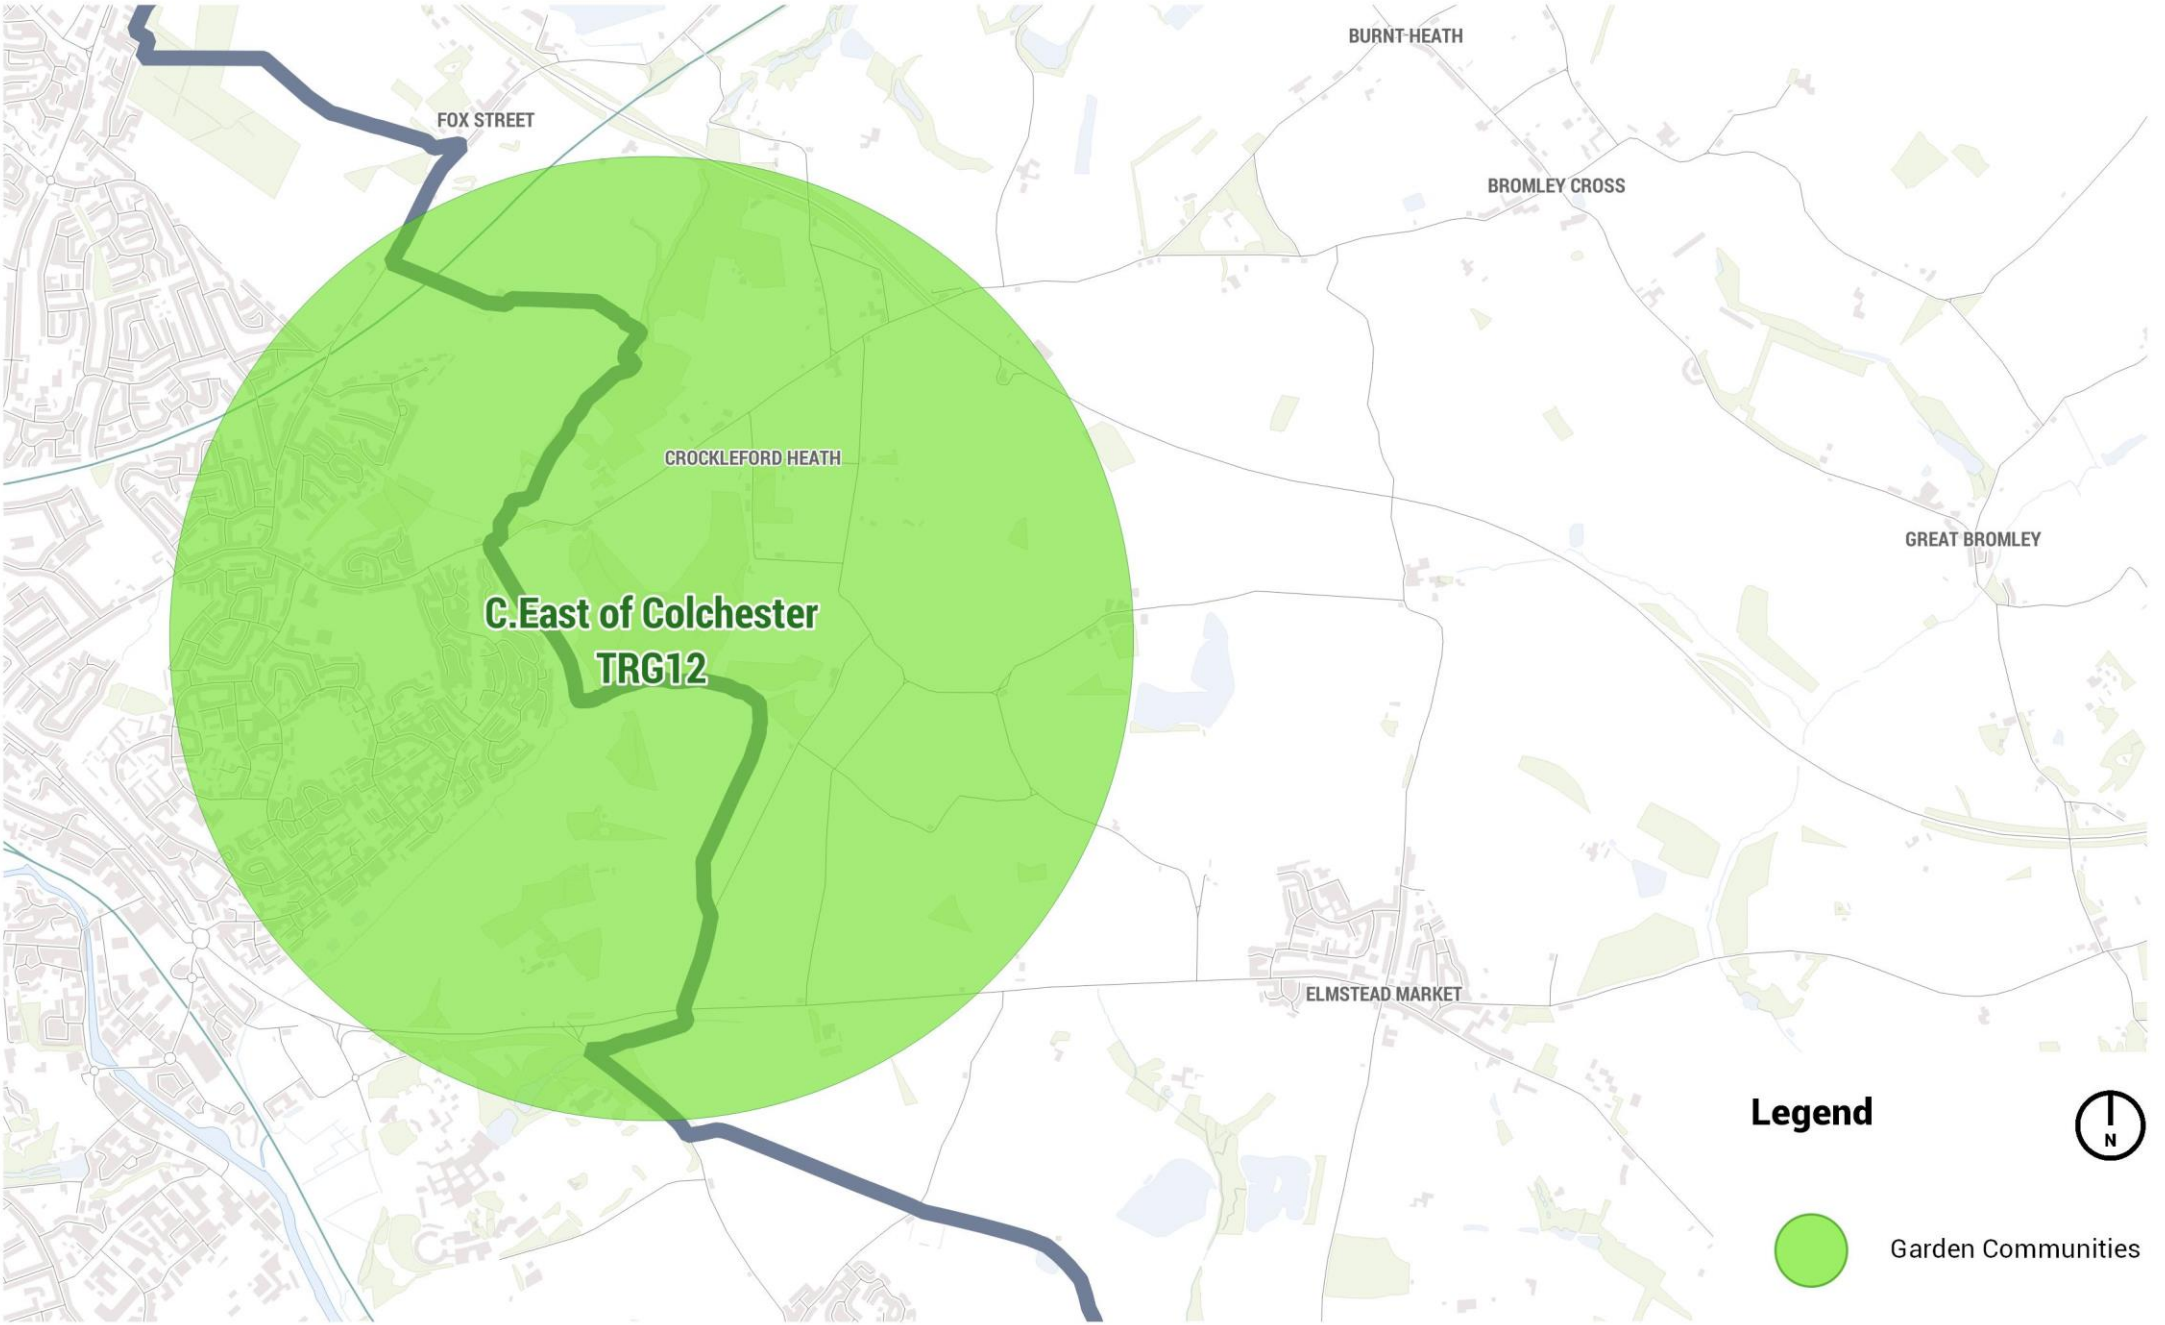 BURNT HEATH
FOX STREET
BROMLEY CROSS
CROCKLEFORD HEATH
GREAT BROMLEY
C.East of Colchester
TRG12
ELMSTEAD MARKET
Legend
N
Garden Communities